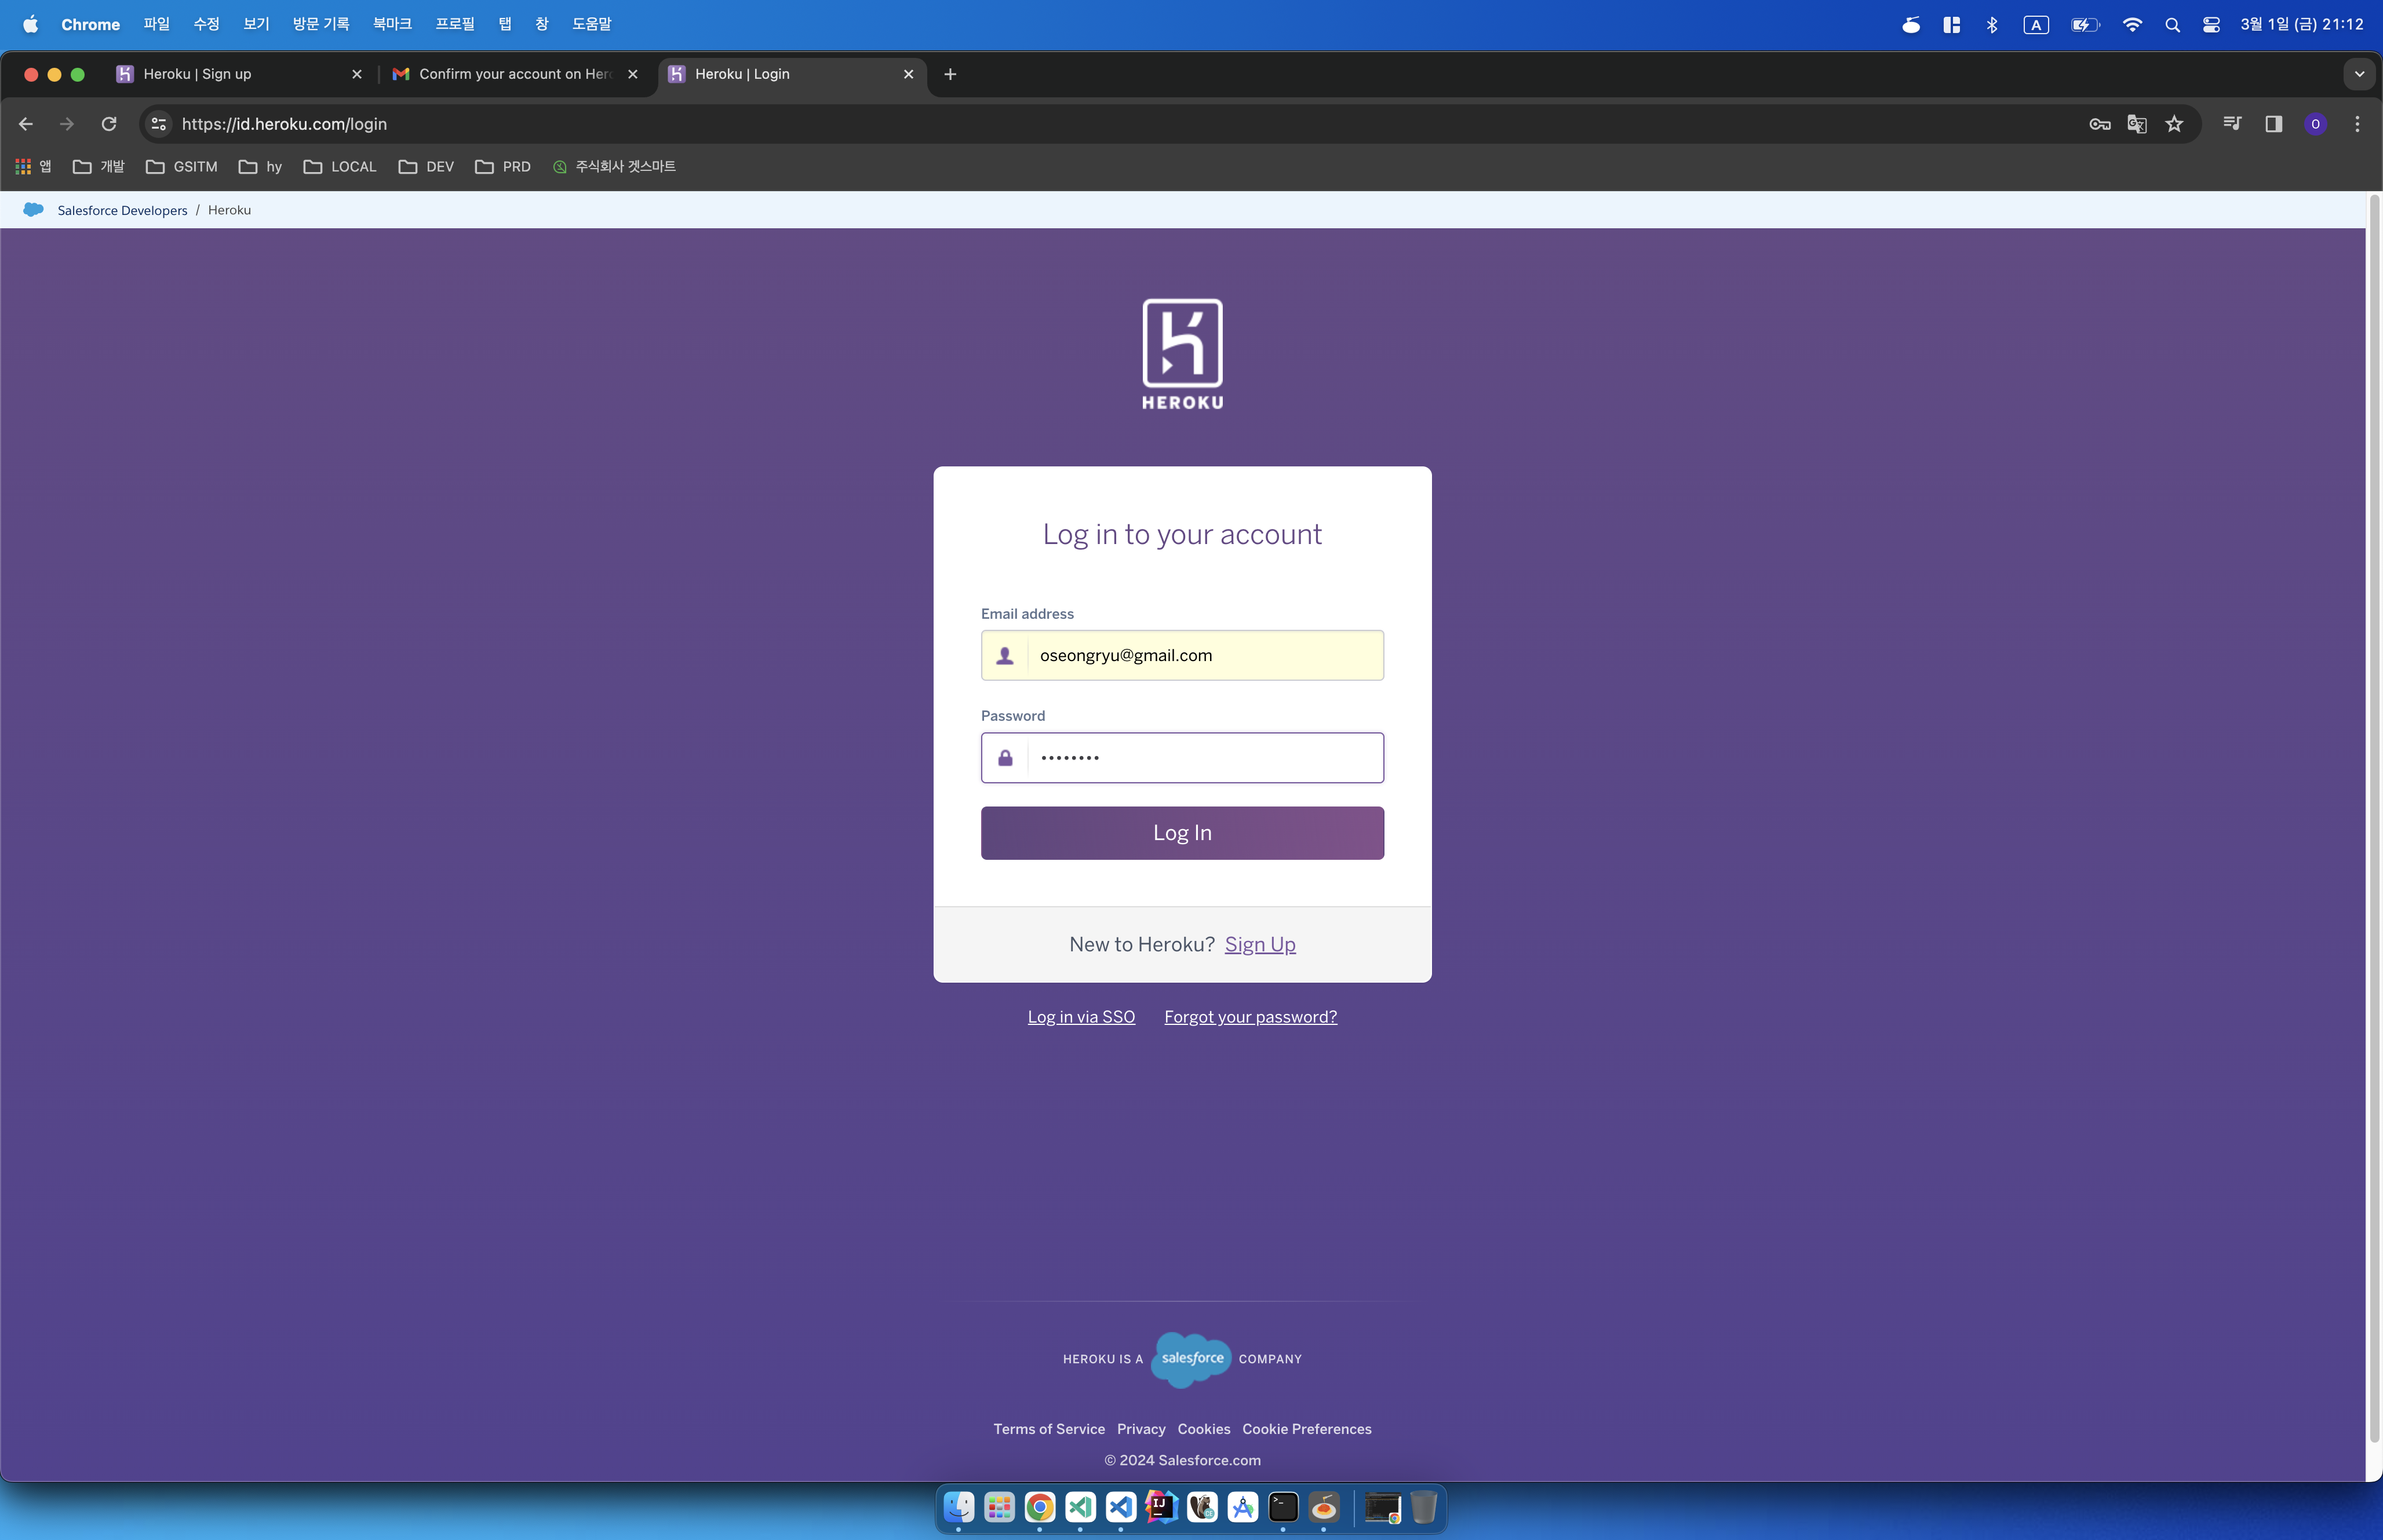 Chrome 파일 수정 보기 방문 기록 북마크 프로필 탭 창 도움말 A 3월 1일 (금) 21:12
Heroku | Sign up Confirm your account on Hero Heroku | Login
https://id.heroku.com/login O
앱 개발 GSITM hy LOCAL DEV PRD 주식회사 겟스마트
Salesforce Developers / Heroku
HEROKU
Log in to your account
Email address
oseongryu@gmail.com
Password
••••••••
Log In
New to Heroku? Sign Up
Log in via SSO Forgot your password?
HEROKU IS A salesforce COMPANY
Terms of Service Privacy Cookies Cookie Preferences
© 2024 Salesforce.com
IJ